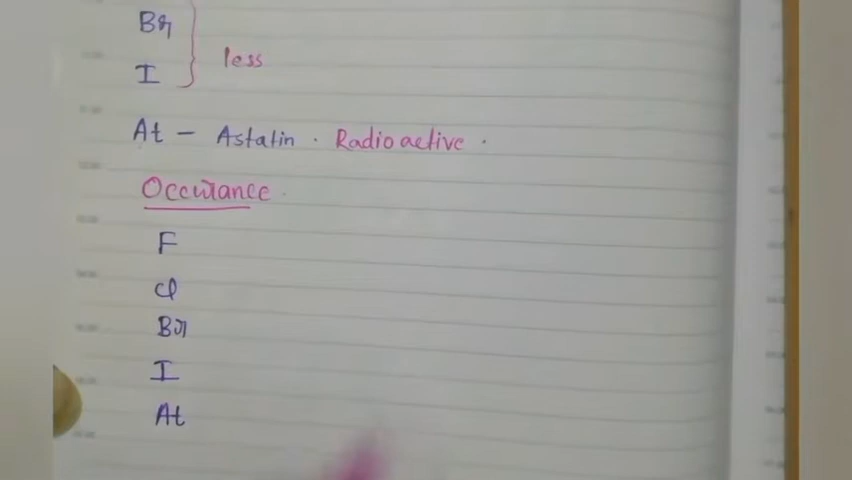 Br
I
less
At - Astatin . Radioactive .
Occurance .
F
Cl
Br
I
At